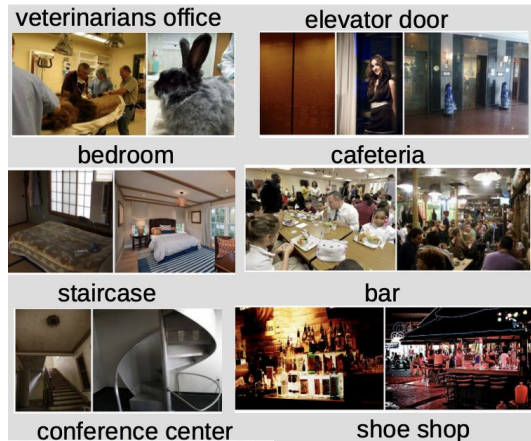 veterinarians office
elevator door
bedroom
cafeteria
staircase
bar
conference center
shoe shop